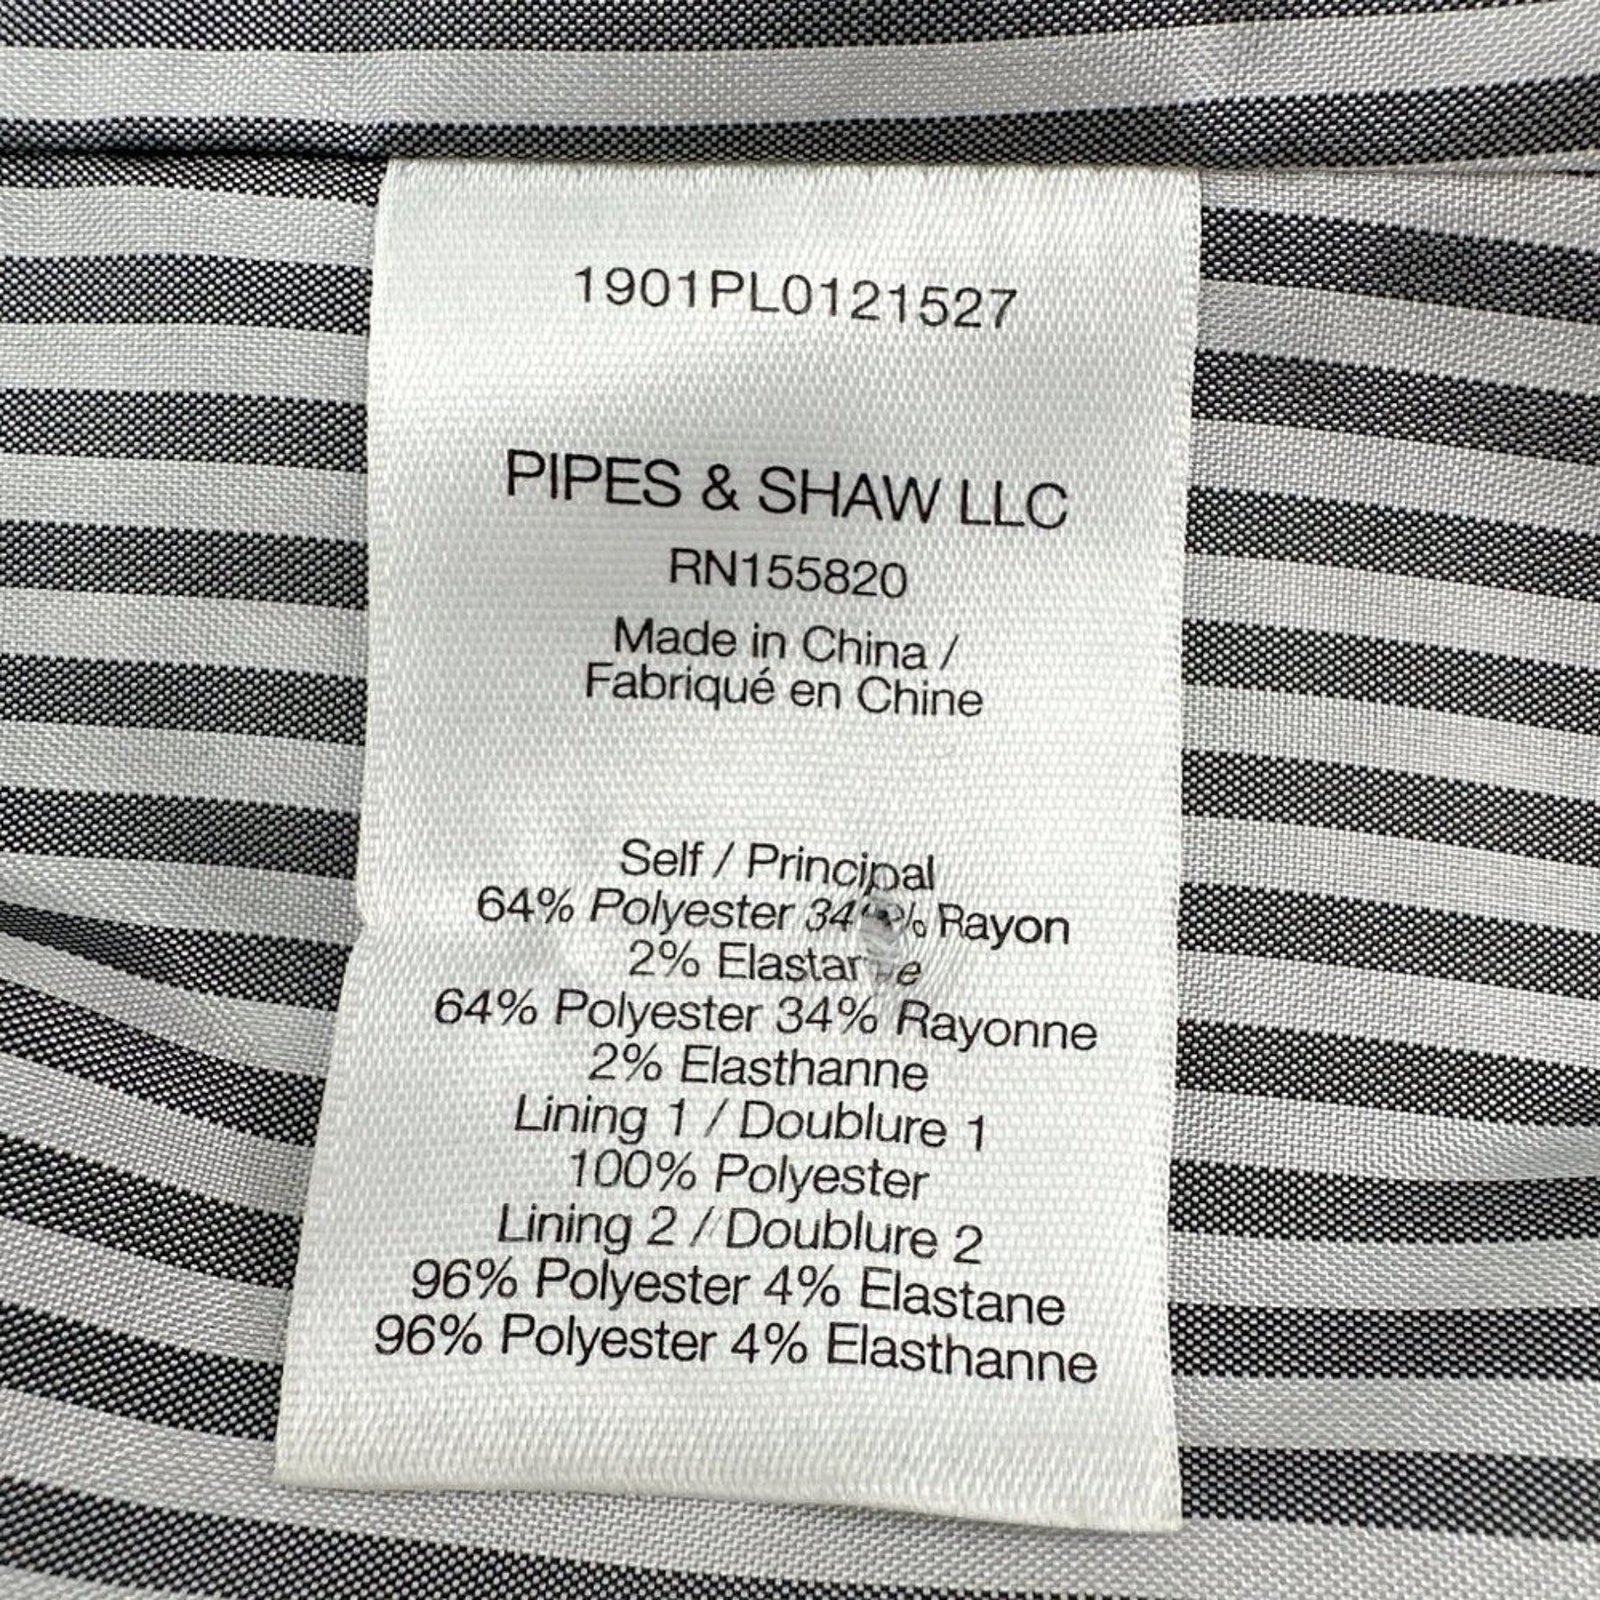 1901PL0121527
PIPES & SHAW LLC
RN155820
Made in China /
Fabriqué en Chine
Self / Principal
64% Polyester 34% Rayon
2% Elastane
64% Polyester 34% Rayonne
2% Elasthanne
Lining 1 / Doublure 1
100% Polyester
Lining 2 / Doublure 2
96% Polyester 4% Elastane
96% Polyester 4% Elasthanne